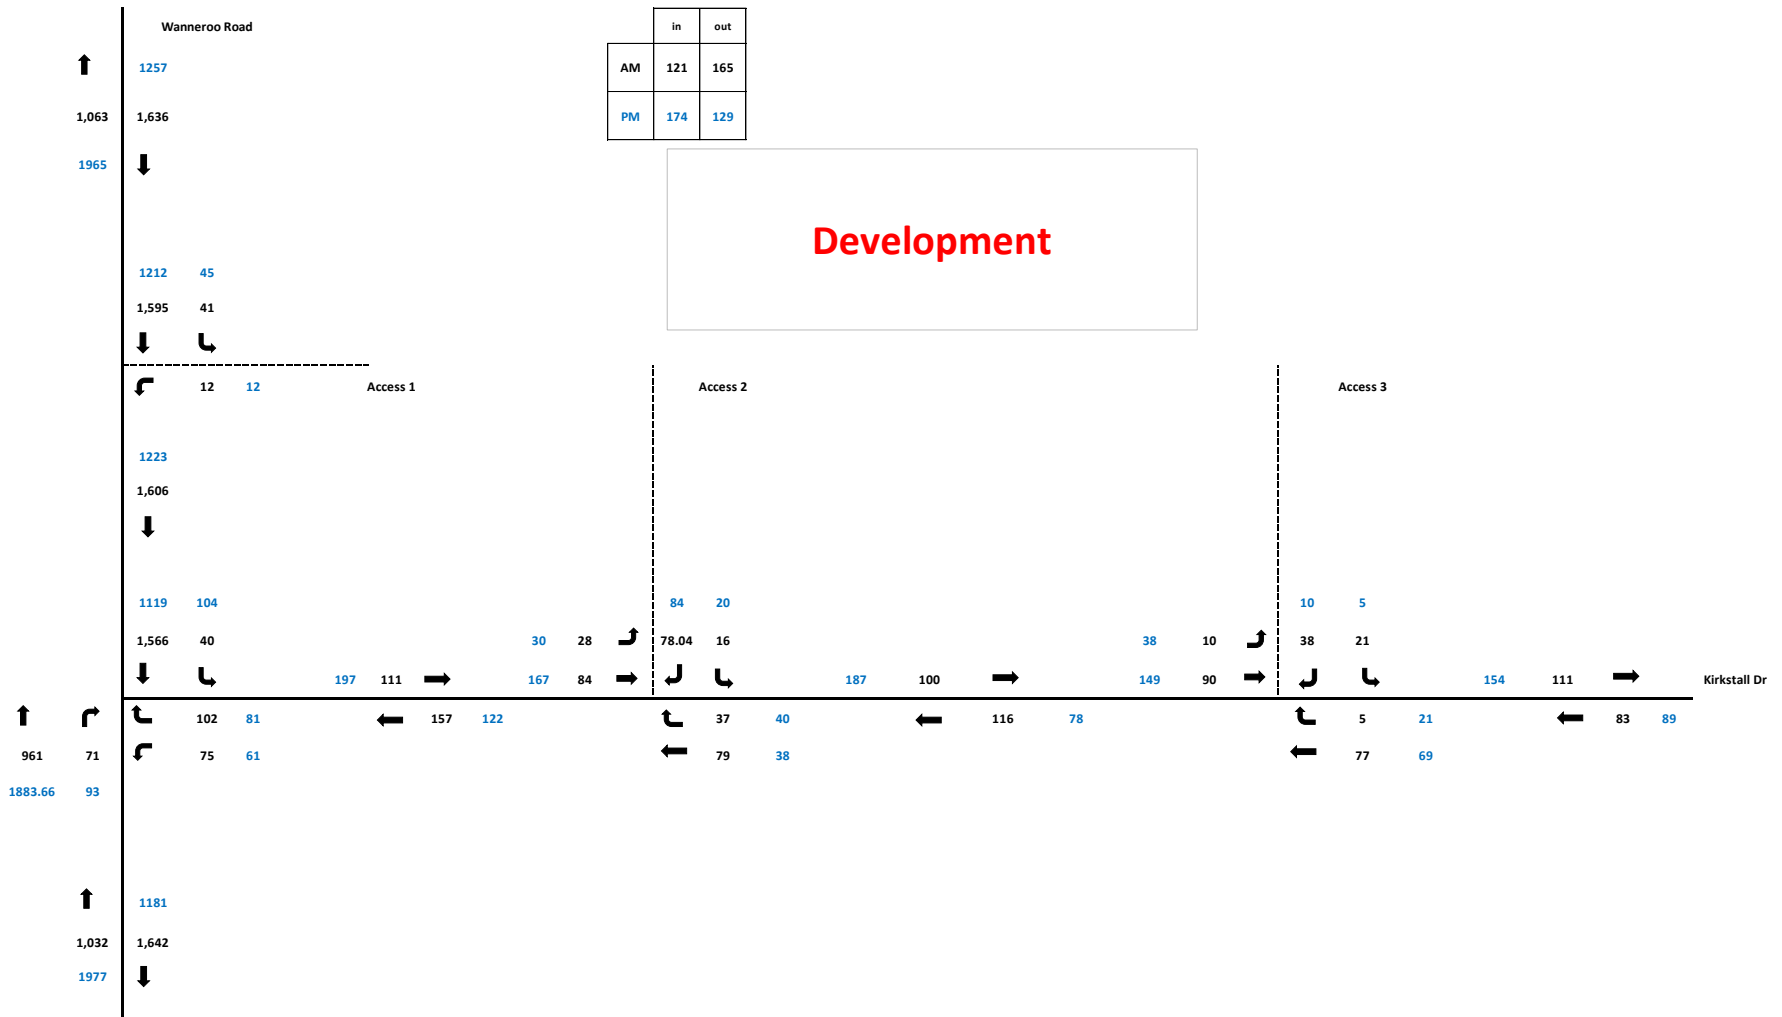 Wanneroo Road
in out
1257
AM 121 165
1,063 1,636
PM 174 129
1965
Development
1212 45
1,595 41
12 12 Access 1 Access 2 Access 3
1223
1,606
1119 104 84 20 10 5
1,566 40 30 28 78.04 16 38 10 38 21
197 111 167 84 187 100 149 90 154 111 Kirkstall Dr
102 81 157 122 37 40 116 78 5 21 83 89
961 71 75 61 79 38 77 69
1883.66 93
1181
1,032 1,642
1977